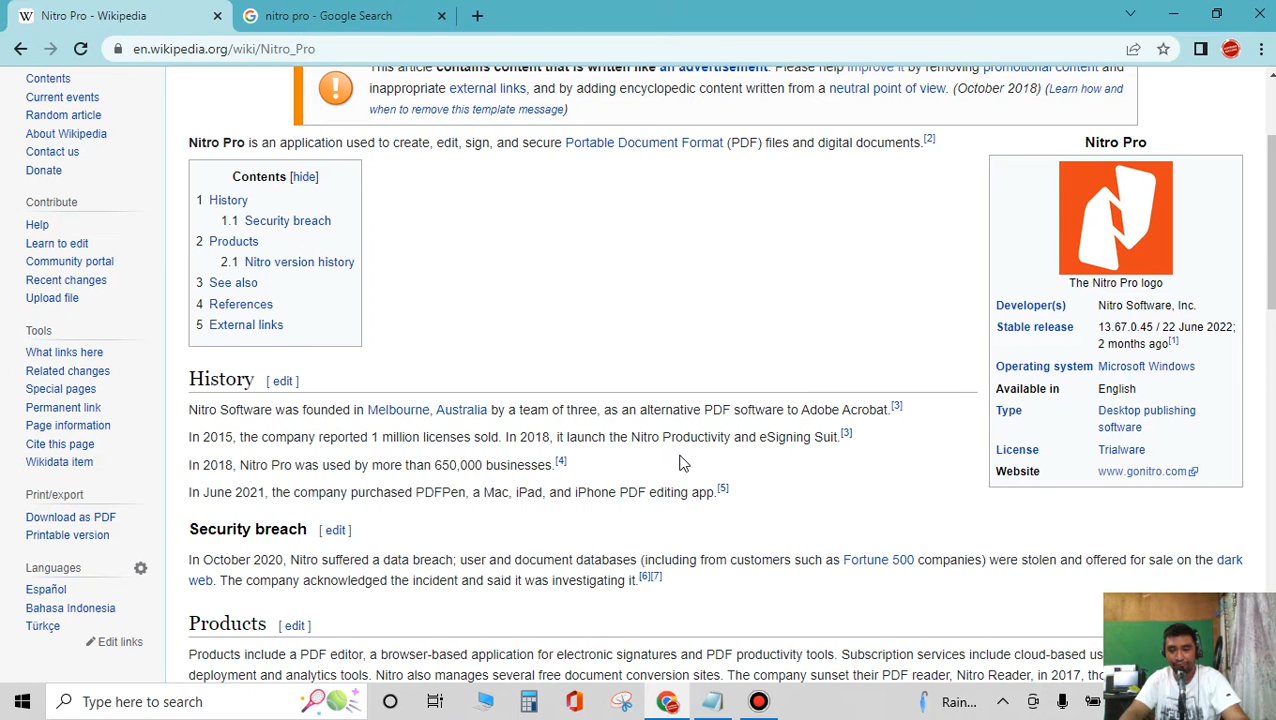 Nitro Pro - Wikipedia
nitro pro - Google Search
en.wikipedia.org/wiki/Nitro_Pro
Contents
Current events
Random article
About Wikipedia
Contact us
Donate
Contribute
Help
Learn to edit
Community portal
Recent changes
Upload file
Tools
What links here
Related changes
Special pages
Permanent link
Page information
Cite this page
Wikidata item
Print/export
Download as PDF
Printable version
Languages
Español
Bahasa Indonesia
Türkçe
Edit links
This article contains content that is written like an advertisement. Please help improve it by removing promotional content and
inappropriate external links, and by adding encyclopedic content written from a neutral point of view. (October 2018) (Learn how and
when to remove this template message)
Nitro Pro is an application used to create, edit, sign, and secure Portable Document Format (PDF) files and digital documents.[2]
Contents [hide]
1 History
1.1 Security breach
2 Products
2.1 Nitro version history
3 See also
4 References
5 External links
Nitro Pro
The Nitro Pro logo
Developer(s) Nitro Software, Inc.
Stable release 13.67.0.45 / 22 June 2022;
2 months ago[1]
Operating system Microsoft Windows
Available in English
Type Desktop publishing
software
License Trialware
Website www.gonitro.com
History [ edit ]
Nitro Software was founded in Melbourne, Australia by a team of three, as an alternative PDF software to Adobe Acrobat.[3]
In 2015, the company reported 1 million licenses sold. In 2018, it launch the Nitro Productivity and eSigning Suit.[3]
In 2018, Nitro Pro was used by more than 650,000 businesses.[4]
In June 2021, the company purchased PDFPen, a Mac, iPad, and iPhone PDF editing app.[5]
Security breach [ edit ]
In October 2020, Nitro suffered a data breach; user and document databases (including from customers such as Fortune 500 companies) were stolen and offered for sale on the dark
web. The company acknowledged the incident and said it was investigating it.[6][7]
Products [ edit ]
Products include a PDF editor, a browser-based application for electronic signatures and PDF productivity tools. Subscription services include cloud-based us
deployment and analytics tools. Nitro also manages several free document conversion sites. The company sunset their PDF reader, Nitro Reader, in 2017, tho
Type here to search
Rain...